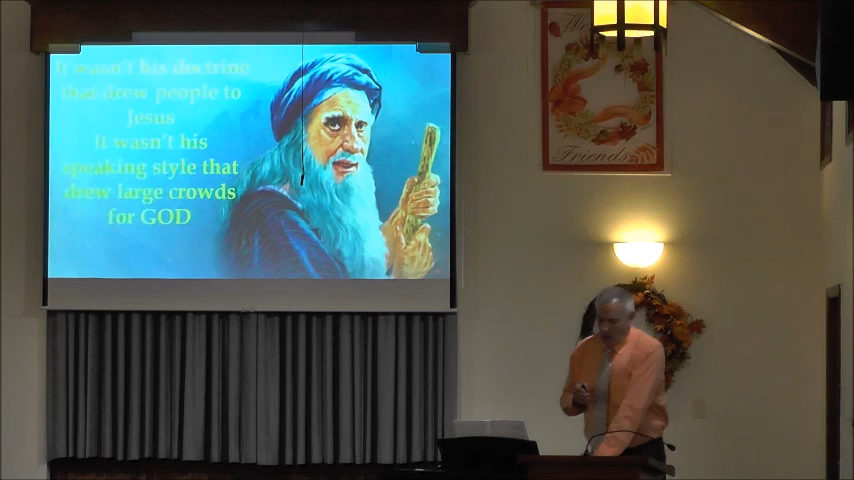 It wasn't his doctrine
that drew people to
Jesus
It wasn't his
speaking style that
drew large crowds
for GOD
Friends